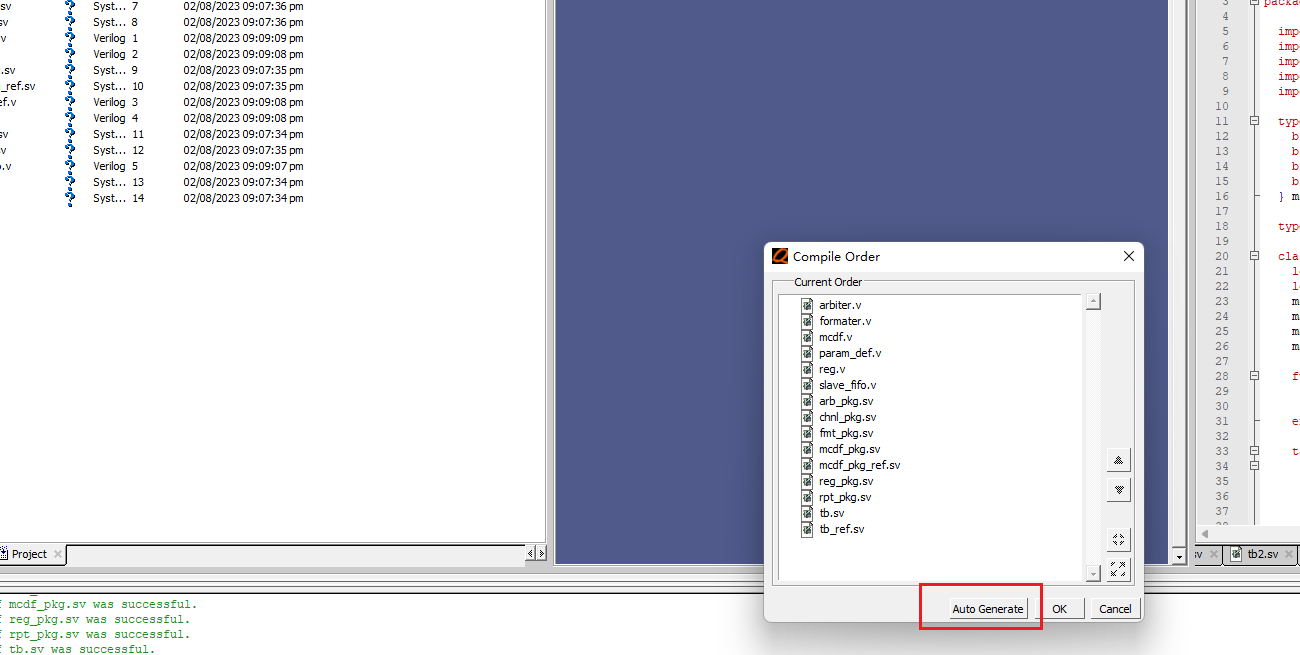 sv Syst... 7 02/08/2023 09:07:36 pm
sv Syst... 8 02/08/2023 09:07:36 pm
v Verilog 1 02/08/2023 09:09:09 pm
Verilog 2 02/08/2023 09:09:08 pm
.sv Syst... 9 02/08/2023 09:07:35 pm
_ref.sv Syst... 10 02/08/2023 09:07:35 pm
ef.v Verilog 3 02/08/2023 09:09:08 pm
Verilog 4 02/08/2023 09:09:08 pm
sv Syst... 11 02/08/2023 09:07:34 pm
v Syst... 12 02/08/2023 09:07:35 pm
o.v Verilog 5 02/08/2023 09:09:07 pm
Syst... 13 02/08/2023 09:07:34 pm
Syst... 14 02/08/2023 09:07:34 pm
Project
mcdf_pkg.sv was successful.
reg_pkg.sv was successful.
rpt_pkg.sv was successful.
tb.sv was successful.
Compile Order
Current Order
arbiter.v
formater.v
mcdf.v
param_def.v
reg.v
slave_fifo.v
arb_pkg.sv
chnl_pkg.sv
fmt_pkg.sv
mcdf_pkg.sv
mcdf_pkg_ref.sv
reg_pkg.sv
rpt_pkg.sv
tb.sv
tb_ref.sv
Auto Generate OK Cancel
3 packa
4
5 impo
6 impo
7 impo
8 impo
9 impo
10
11 type
12 b
13 b
14 b
15 b
16 } m
17
18 type
19
20 cla
21 l
22 l
23 m
24 m
25 m
26 m
27
28 f
29
30
31 e
32
33 t
34
35
36
37
sv tb2.sv